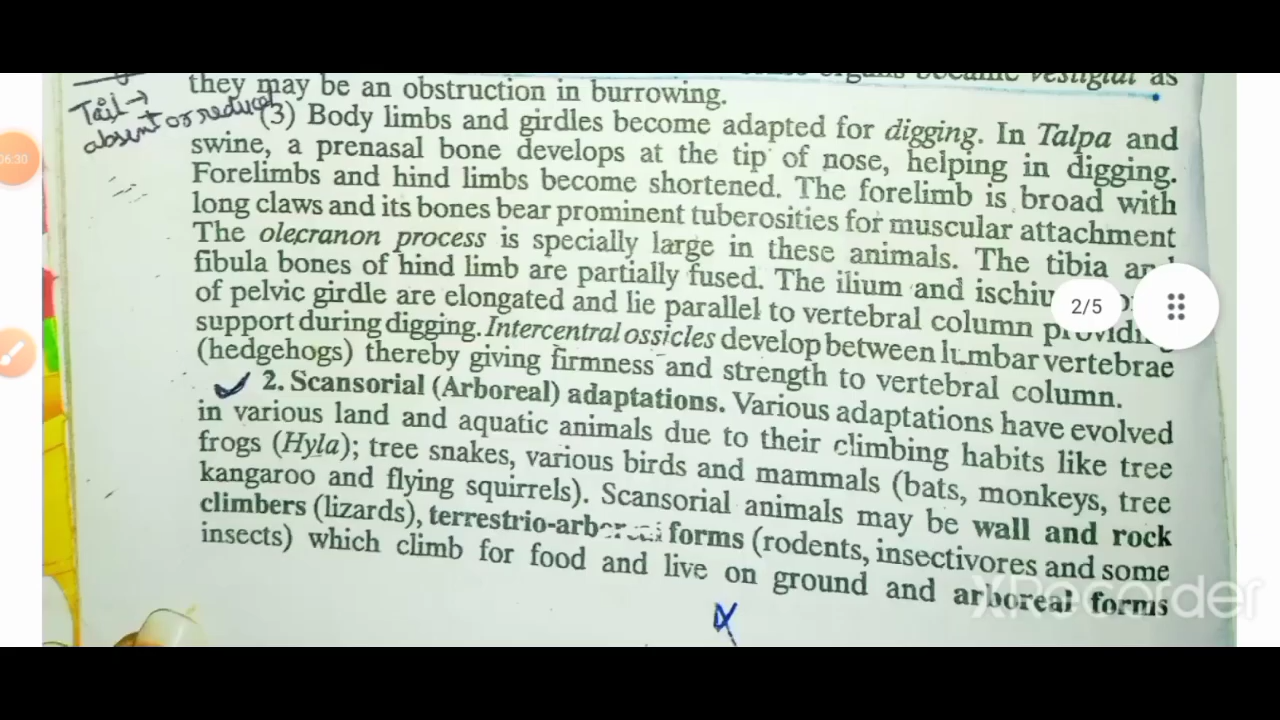 organs became vestigial as
they may be an obstruction in burrowing.
Tail →
absent or reduced
(3) Body limbs and girdles become adapted for digging. In Talpa and
swine, a prenasal bone develops at the tip of nose, helping in digging.
Forelimbs and hind limbs become shortened. The forelimb is broad with
long claws and its bones bear prominent tuberosities for muscular attachment
The olecranon process is specially large in these animals. The tibia and
fibula bones of hind limb are partially fused. The ilium and ischium
of pelvic girdle are elongated and lie parallel to vertebral column providing
support during digging. Intercentral ossicles develop between lumbar vertebrae
(hedgehogs) thereby giving firmness and strength to vertebral column.
2. Scansorial (Arboreal) adaptations. Various adaptations have evolved
in various land and aquatic animals due to their climbing habits like tree
frogs (Hyla); tree snakes, various birds and mammals (bats, monkeys, tree
kangaroo and flying squirrels). Scansorial animals may be wall and rock
climbers (lizards), terrestrio-arboreal forms (rodents, insectivores and some
insects) which climb for food and live on ground and arboreal forms
06:30
2/5
XRecorder